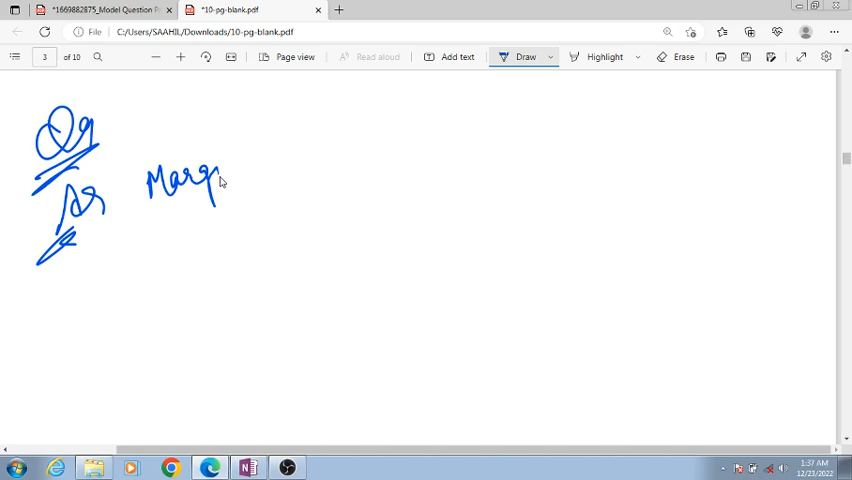 *1669882875_Model Question P
*10-pg-blank.pdf
File
C:/Users/SAAHIL/Downloads/10-pg-blank.pdf
3 of 10
Page view
Read aloud
Add text
Draw
Highlight
Erase
Marg
1:37 AM
12/23/2022